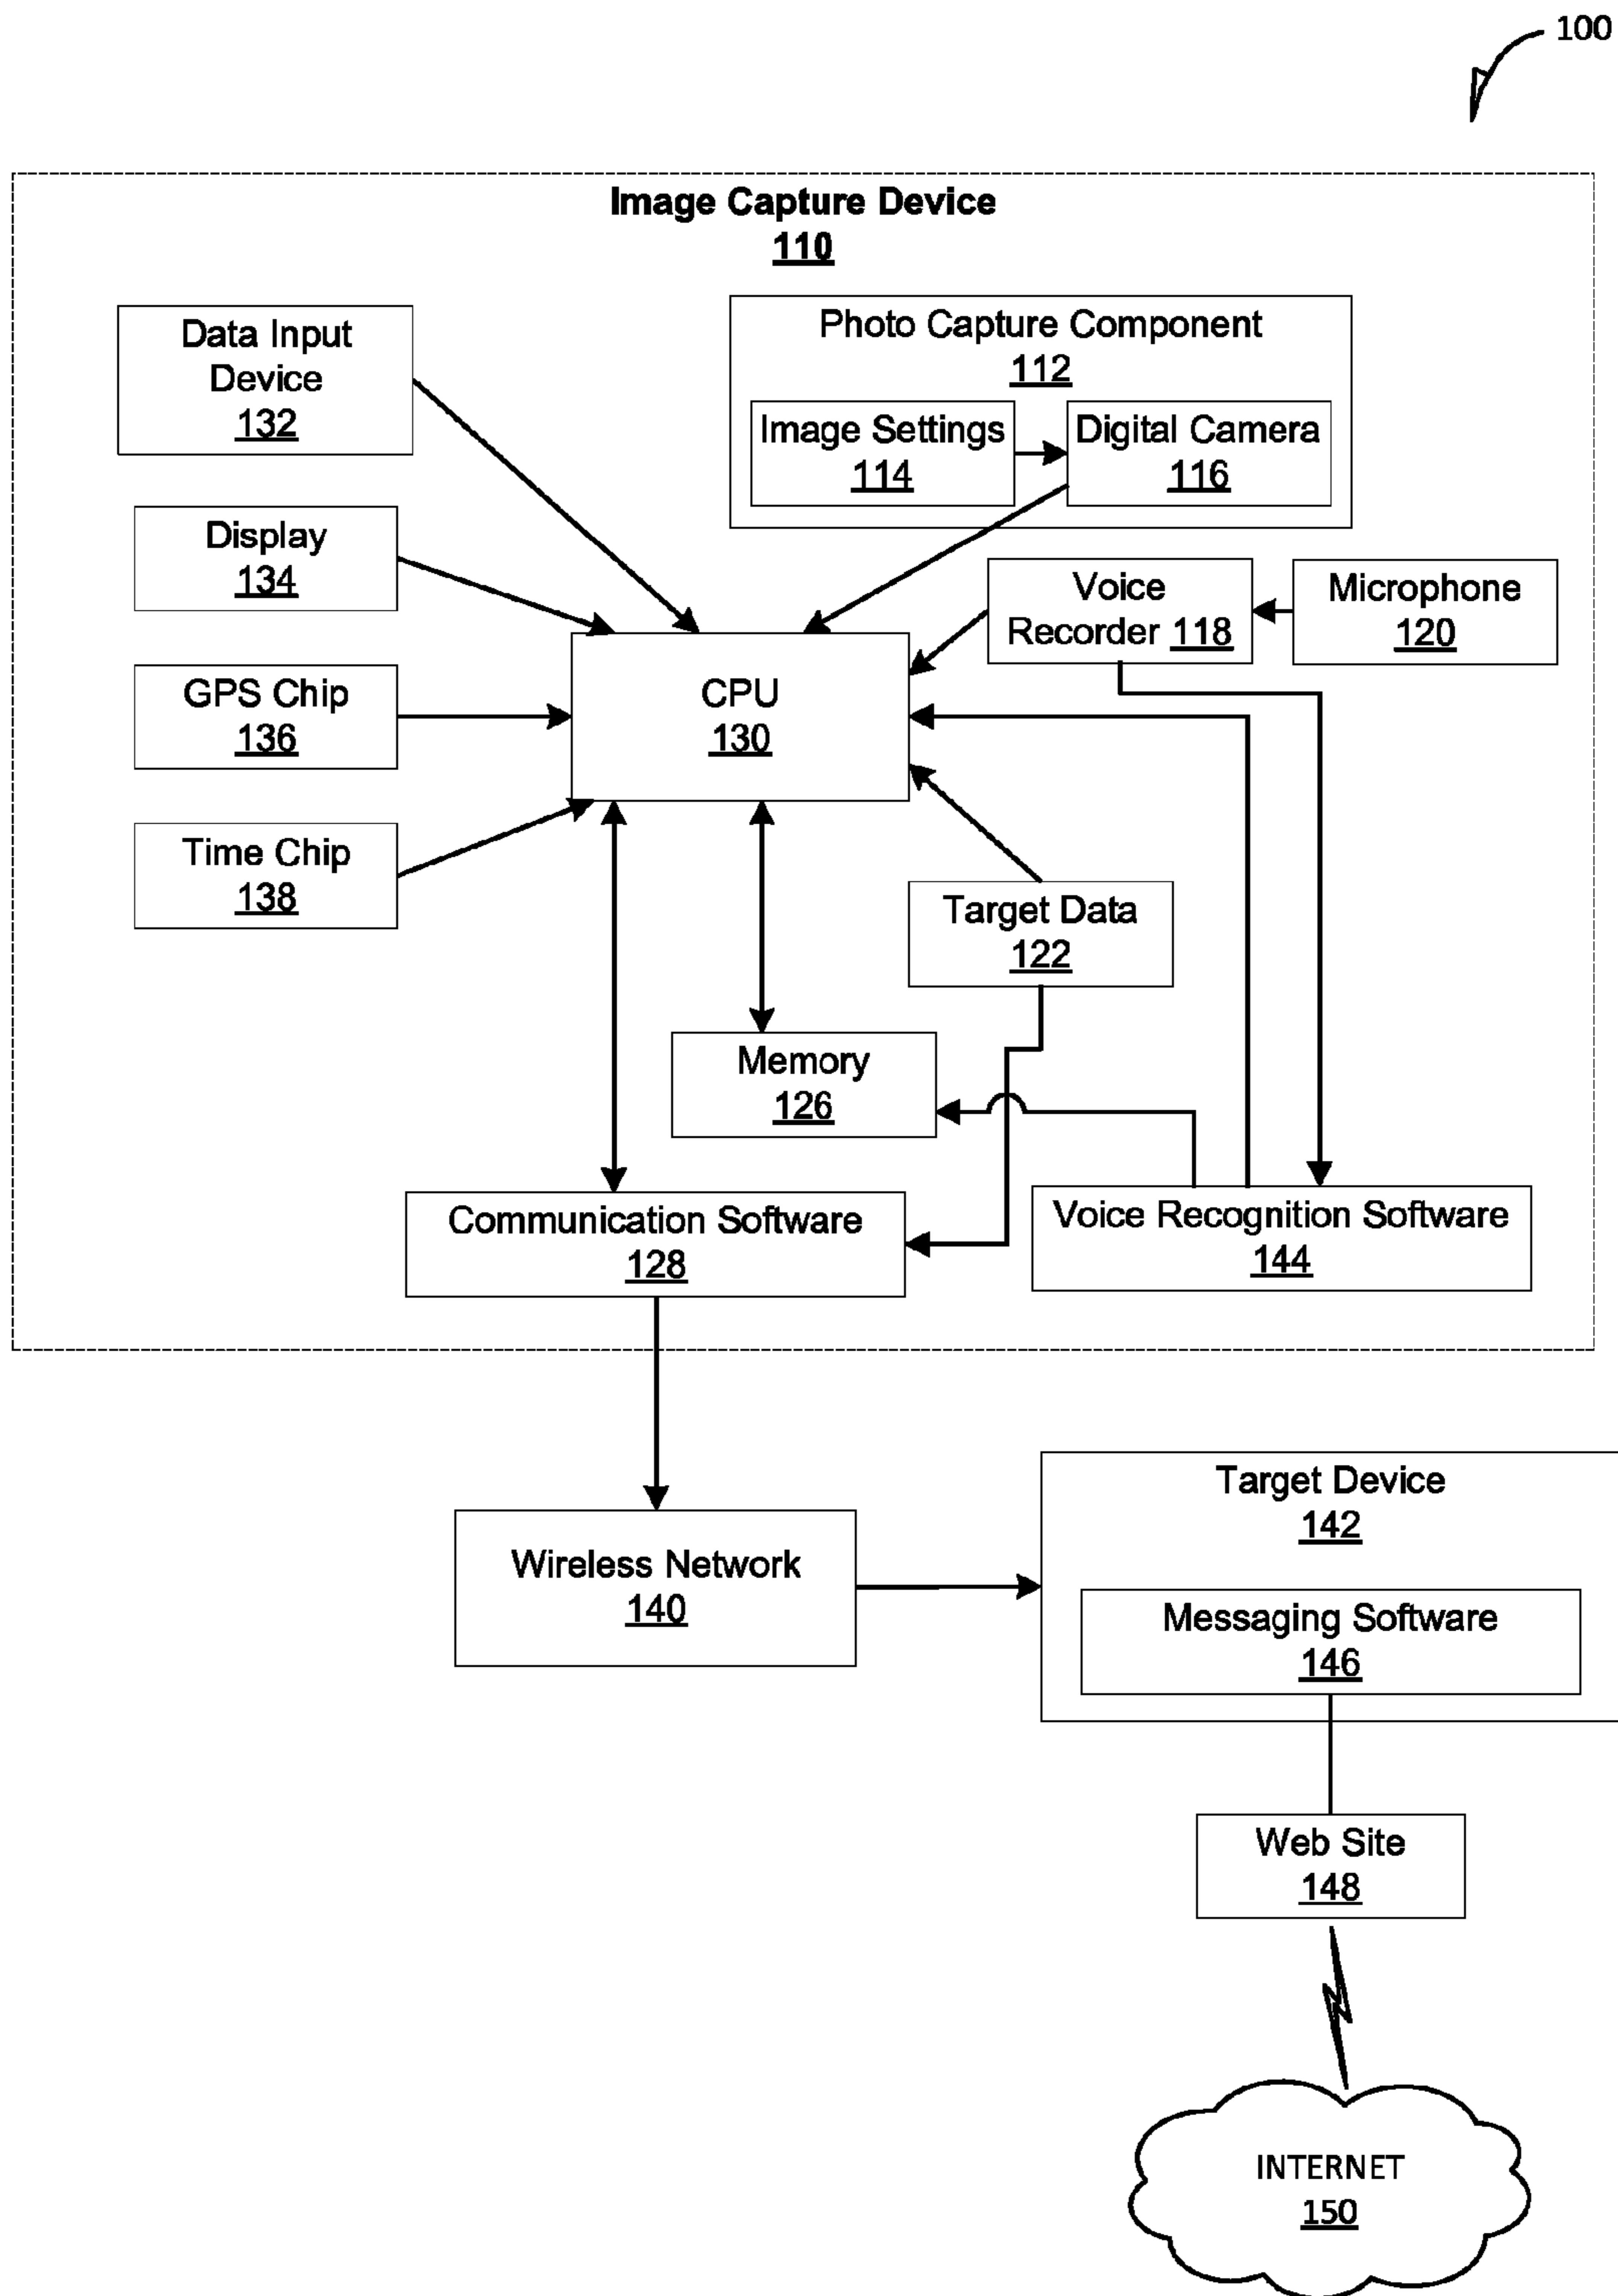 100
Image Capture Device
110
Data Input
Device
132
Photo Capture Component
112
Image Settings
114
Digital Camera
116
Display
134
Voice
Recorder 118
Microphone
120
GPS Chip
136
CPU
130
Time Chip
138
Target Data
122
Memory
126
Communication Software
128
Voice Recognition Software
144
Target Device
142
Wireless Network
140
Messaging Software
146
Web Site
148
INTERNET
150